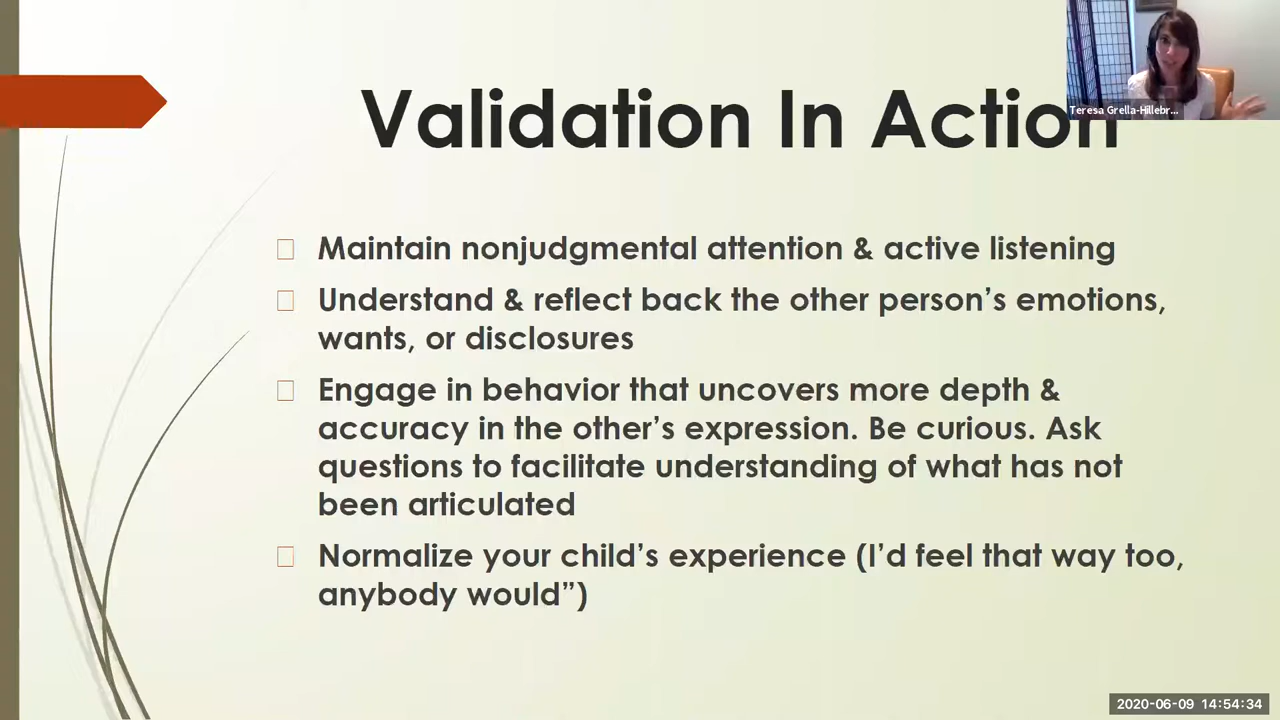 Teresa Grella-Hillebr...
Validation In Action
Maintain nonjudgmental attention & active listening
Understand & reflect back the other person’s emotions,
wants, or disclosures
Engage in behavior that uncovers more depth &
accuracy in the other’s expression. Be curious. Ask
questions to facilitate understanding of what has not
been articulated
Normalize your child’s experience (I’d feel that way too,
anybody would”)
2020-06-09 14:54:34